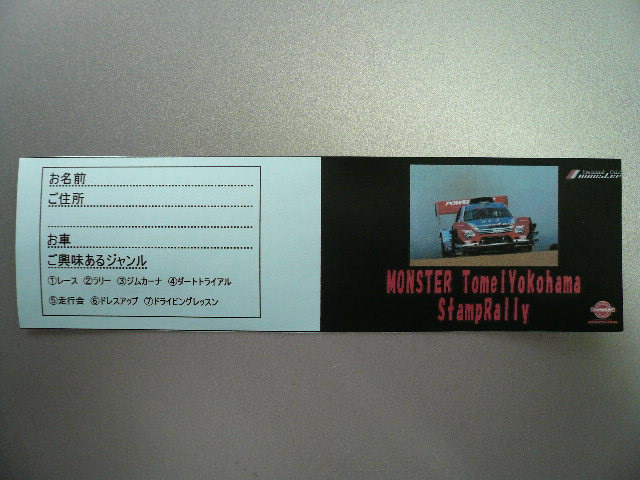 お名前
ご住所
お車
ご興味あるジャンル
①レース ②ラリー ③ジムカーナ ④ダートトライアル
⑤走行会 ⑥ドレスアップ ⑦ドライビングレッスン
POWER
monster
MONSTER TomeiYokohama
StampRally